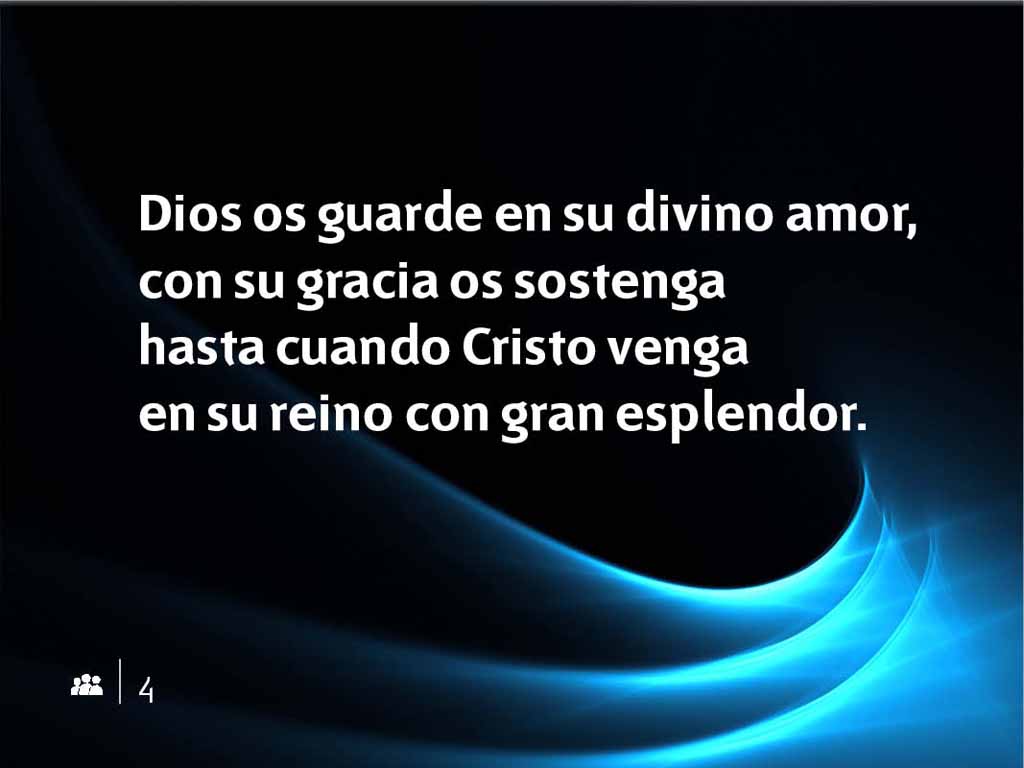 Dios os guarde en su divino amor,
con su gracia os sostenga
hasta cuando Cristo venga
en su reino con gran esplendor.
4